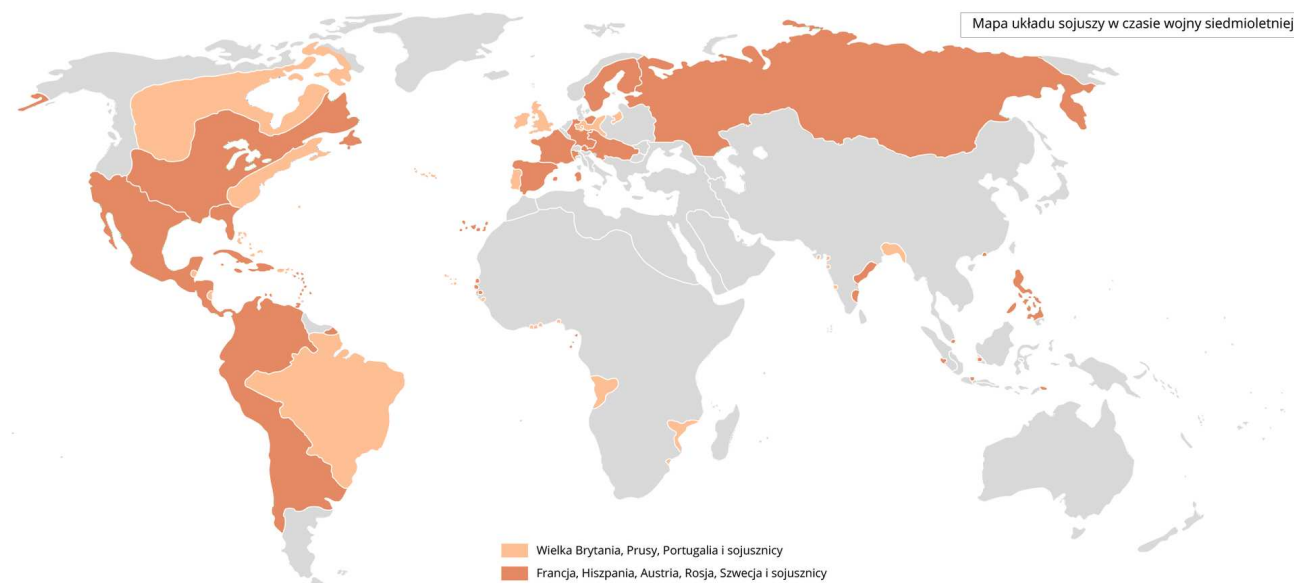 Mapa układu sojuszy w czasie wojny siedmioletniej
Wielka Brytania, Prusy, Portugalia i sojusznicy
Francja, Hiszpania, Austria, Rosja, Szwecja i sojusznicy